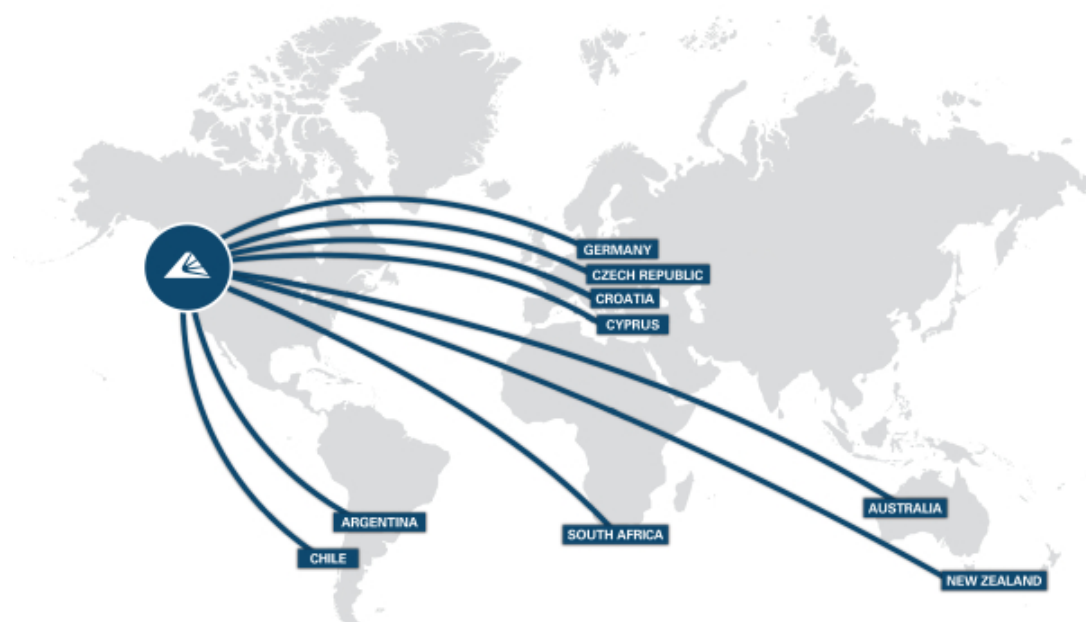 GERMANY
CZECH REPUBLIC
CROATIA
CYPRUS
AUSTRALIA
ARGENTINA
SOUTH AFRICA
CHILE
NEW ZEALAND